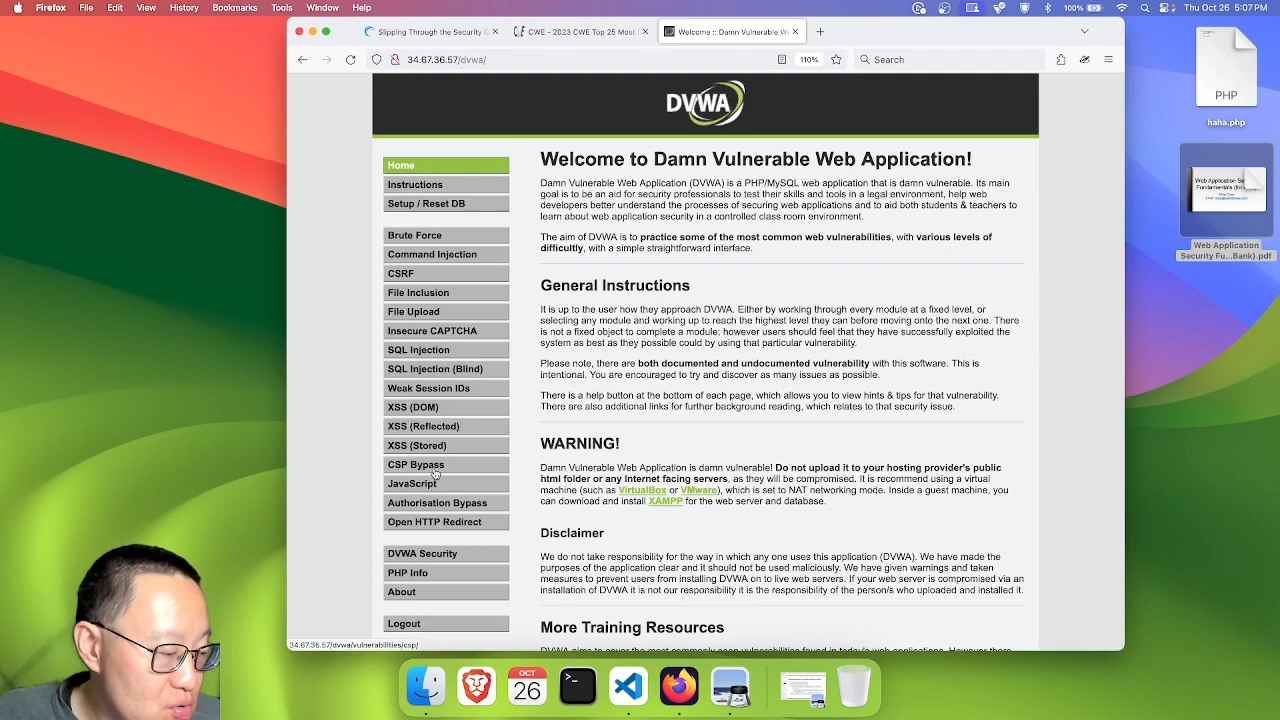 Firefox File Edit View History Bookmarks Tools Window Help 100% Thu Oct 26 5:07 PM
Slipping Through the Security G
CWE - 2023 CWE Top 25 Most
Welcome :: Damn Vulnerable W
34.67.36.57/dvwa/ 110% Search
PHP
haha.php
Web Application
Security Fu...Bank).pdf
DVWA
Home
Instructions
Setup / Reset DB
Brute Force
Command Injection
CSRF
File Inclusion
File Upload
Insecure CAPTCHA
SQL Injection
SQL Injection (Blind)
Weak Session IDs
XSS (DOM)
XSS (Reflected)
XSS (Stored)
CSP Bypass
JavaScript
Authorisation Bypass
Open HTTP Redirect
DVWA Security
PHP Info
About
Logout
Welcome to Damn Vulnerable Web Application!
Damn Vulnerable Web Application (DVWA) is a PHP/MySQL web application that is damn vulnerable. Its main
goal is to be an aid for security professionals to test their skills and tools in a legal environment, help web
developers better understand the processes of securing web applications and to aid both students & teachers to
learn about web application security in a controlled class room environment.
The aim of DVWA is to practice some of the most common web vulnerabilities, with various levels of
difficultly, with a simple straightforward interface.
General Instructions
It is up to the user how they approach DVWA. Either by working through every module at a fixed level, or
selecting any module and working up to reach the highest level they can before moving onto the next one. There
is not a fixed object to complete a module; however users should feel that they have successfully exploited the
system as best as they possible could by using that particular vulnerability.
Please note, there are both documented and undocumented vulnerability with this software. This is
intentional. You are encouraged to try and discover as many issues as possible.
There is a help button at the bottom of each page, which allows you to view hints & tips for that vulnerability.
There are also additional links for further background reading, which relates to that security issue.
WARNING!
Damn Vulnerable Web Application is damn vulnerable! Do not upload it to your hosting provider's public
html folder or any Internet facing servers, as they will be compromised. It is recommend using a virtual
machine (such as VirtualBox or VMware), which is set to NAT networking mode. Inside a guest machine, you
can download and install XAMPP for the web server and database.
Disclaimer
We do not take responsibility for the way in which any one uses this application (DVWA). We have made the
purposes of the application clear and it should not be used maliciously. We have given warnings and taken
measures to prevent users from installing DVWA on to live web servers. If your web server is compromised via an
installation of DVWA it is not our responsibility it is the responsibility of the person/s who uploaded and installed it.
More Training Resources
34.67.36.57/dvwa/vulnerabilities/csp/
OCT
26